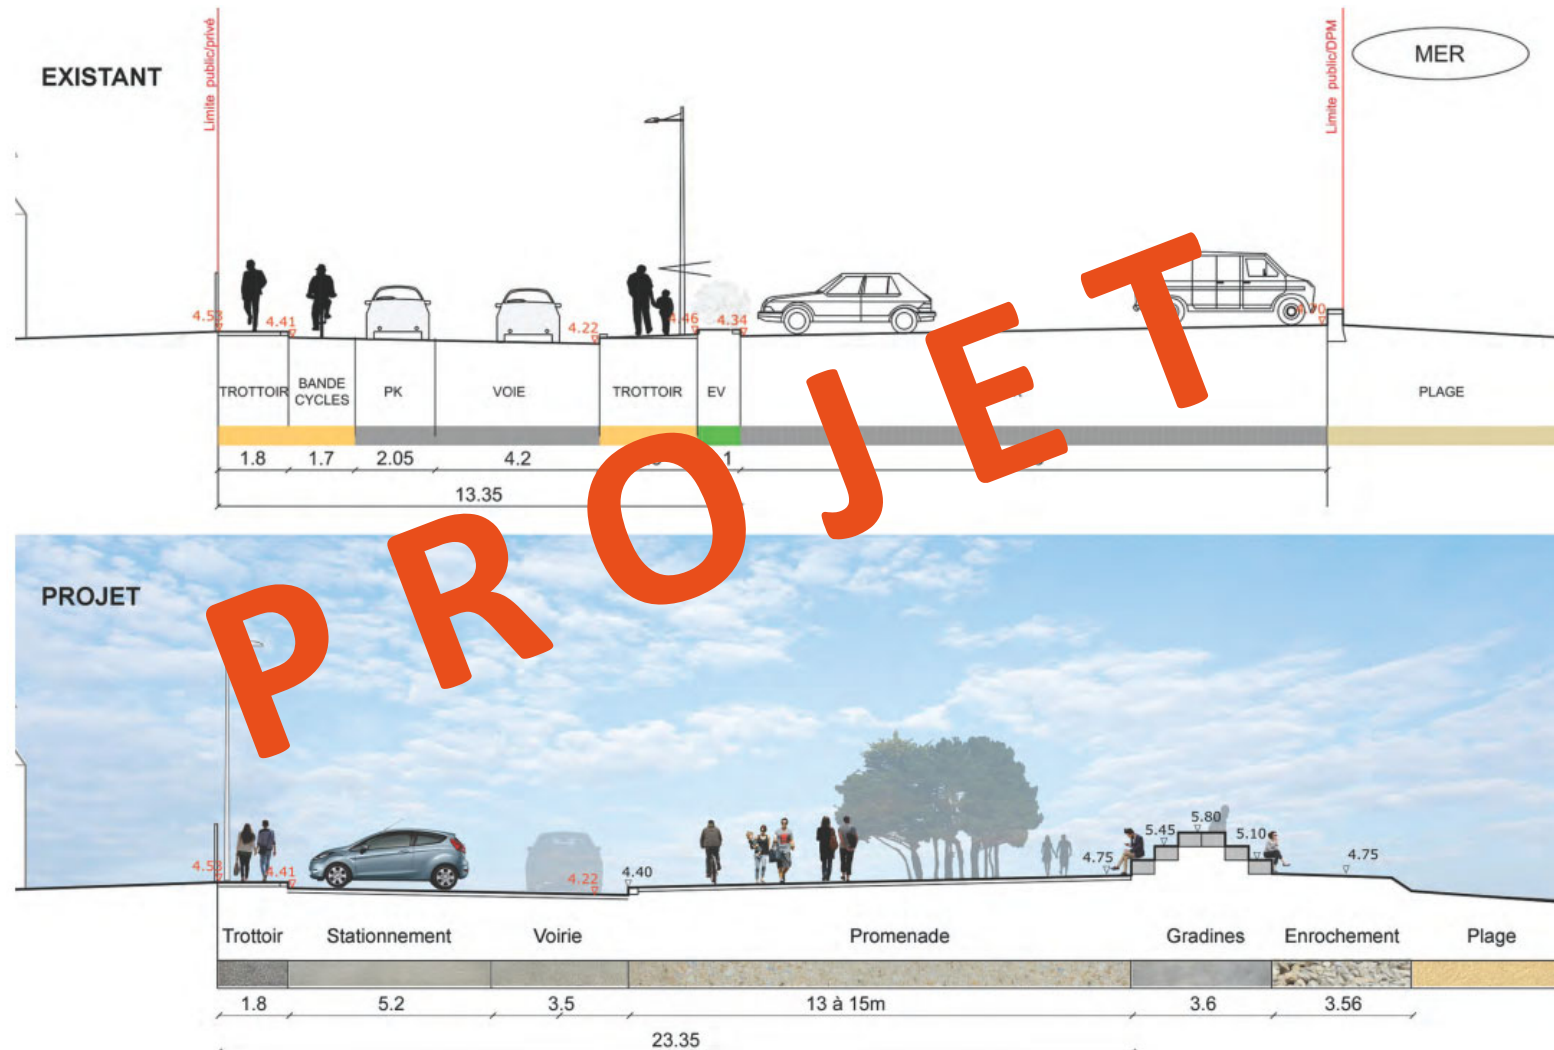 Limite public/privé
Limite public/DPM
MER
EXISTANT
4.53
4.41
4.22
4.46
4.34
TROTTOIR
BANDE
CYCLES
PK
VOIE
TROTTOIR
EV
PLAGE
1.8
1.7
2.05
4.2
1
13.35
PROJET
PROJET
4.53
4.41
4.22
4.40
4.75
5.45
5.80
5.10
4.75
Trottoir
Stationnement
Voirie
Promenade
Gradines
Enrochement
Plage
1.8
5.2
3.5
13 à 15m
3.6
3.56
23.35